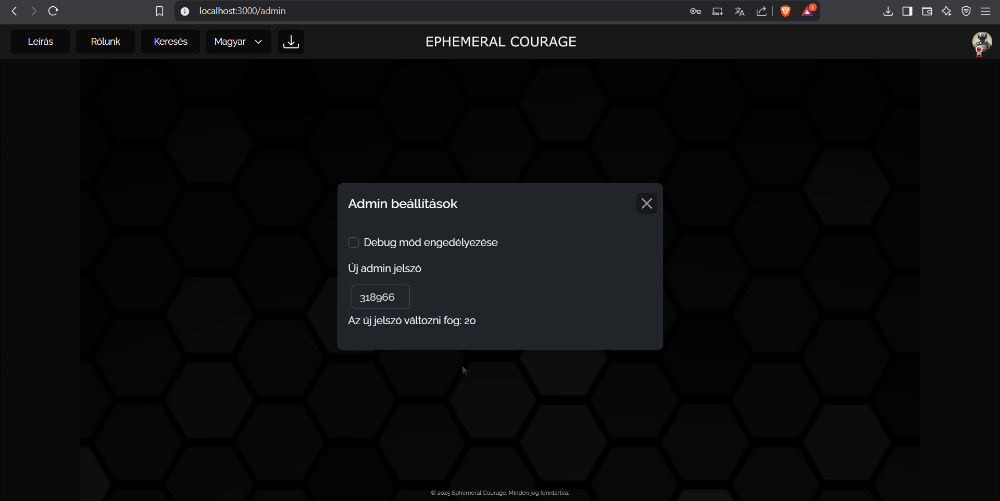 localhost:3000/admin
1
Leírás
Rólunk
Keresés
Magyar
EPHEMERAL COURAGE
Admin beállítások
Debug mód engedélyezése
Új admin jelszó
318966
Az új jelszó változni fog: 20
© 2025 Ephemeral Courage. Minden jog fenntartva.